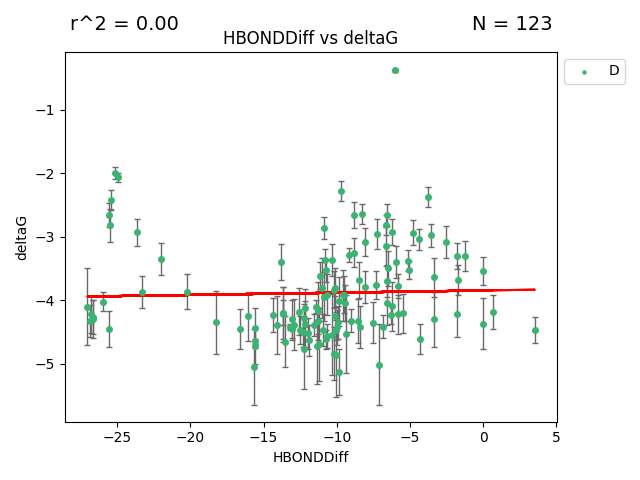 r^2 = 0.00
N = 123
HBONDDiff vs deltaG
D
deltaG
−1
−2
−3
−4
−5
−25
−20
−15
−10
−5
0
5
HBONDDiff